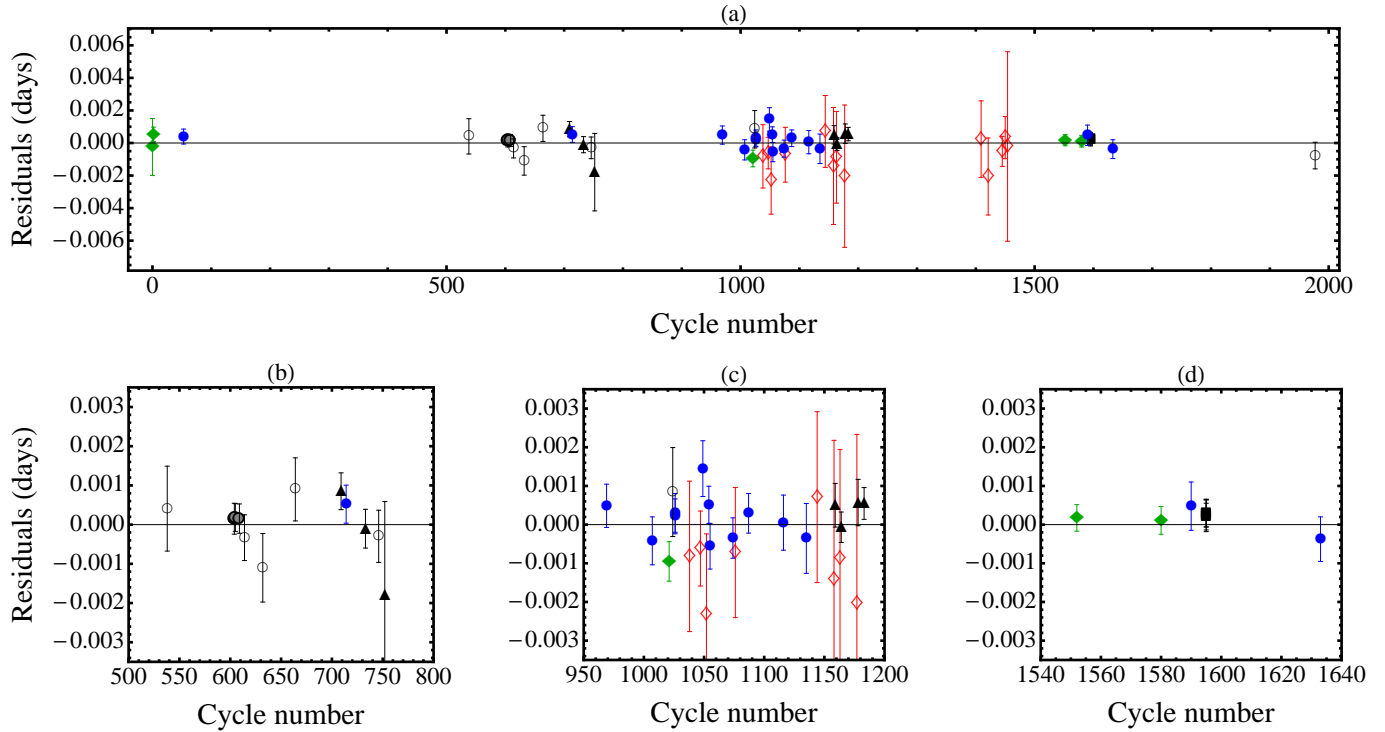 (a)
Residuals (days)
0.006
0.004
0.002
0.000
−0.002
−0.004
−0.006
0 500 1000 1500 2000
Cycle number
(b)
Residuals (days)
0.003
0.002
0.001
0.000
−0.001
−0.002
−0.003
500 550 600 650 700 750 800
Cycle number
(c)
0.003
0.002
0.001
0.000
−0.001
−0.002
−0.003
950 1000 1050 1100 1150 1200
Cycle number
(d)
0.003
0.002
0.001
0.000
−0.001
−0.002
−0.003
1540 1560 1580 1600 1620 1640
Cycle number